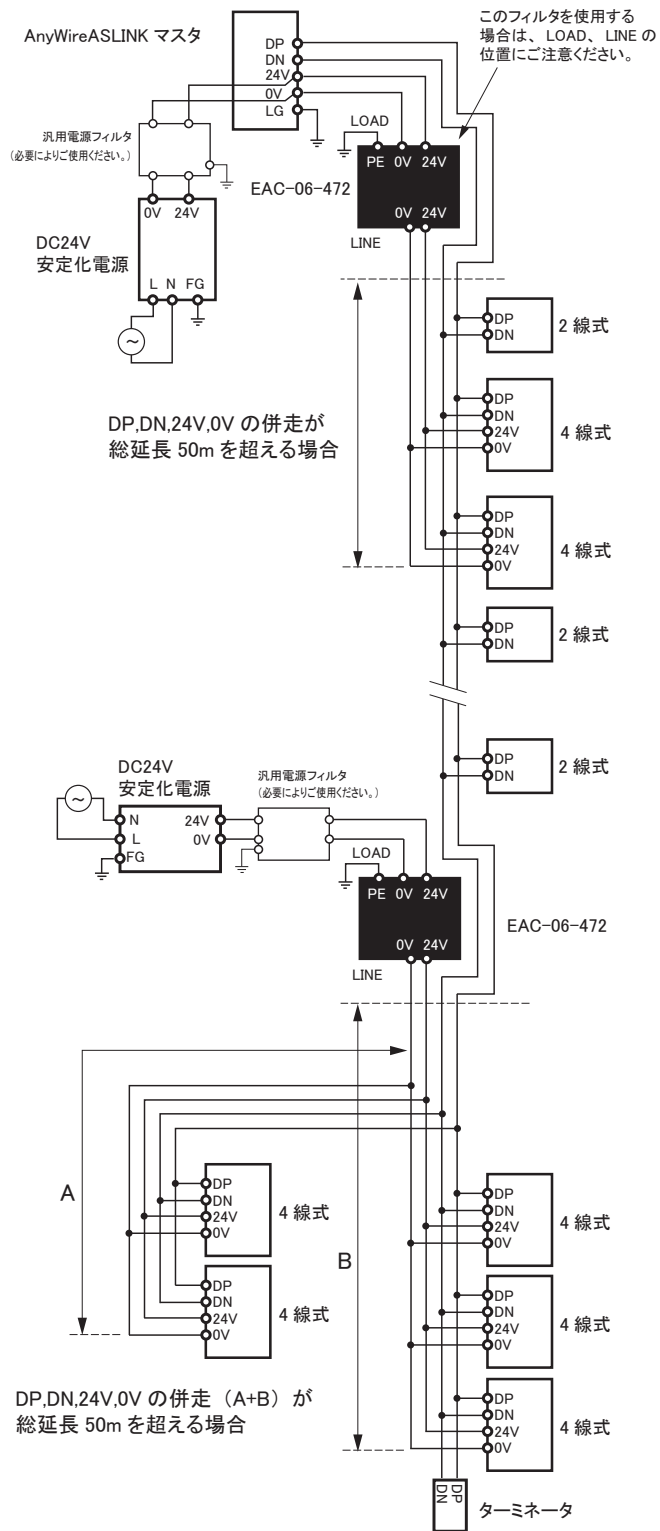 AnyWireASLINK マスタ
DP
DN
24V
0V
LG
このフィルタを使用する
場合は、LOAD、LINE の
位置にご注意ください。
汎用電源フィルタ
(必要によりご使用ください。)
LOAD
PE 0V 24V
EAC-06-472
0V 24V
LINE
0V 24V
DC24V
安定化電源
L N FG
~
DP
DN
2 線式
DP,DN,24V,0V の併走が
総延長 50m を超える場合
DP
DN
24V
0V
4 線式
DP
DN
24V
0V
4 線式
DP
DN
2 線式
DP
DN
2 線式
DC24V
安定化電源
汎用電源フィルタ
(必要によりご使用ください。)
~
N
L
FG
24V
0V
LOAD
PE 0V 24V
EAC-06-472
0V 24V
LINE
A
DP
DN
24V
0V
4 線式
DP
DN
24V
0V
4 線式
B
DP
DN
24V
0V
4 線式
DP
DN
24V
0V
4 線式
DP
DN
24V
0V
4 線式
DP,DN,24V,0V の併走（A+B）が
総延長 50m を超える場合
DN
DP
ターミネータ